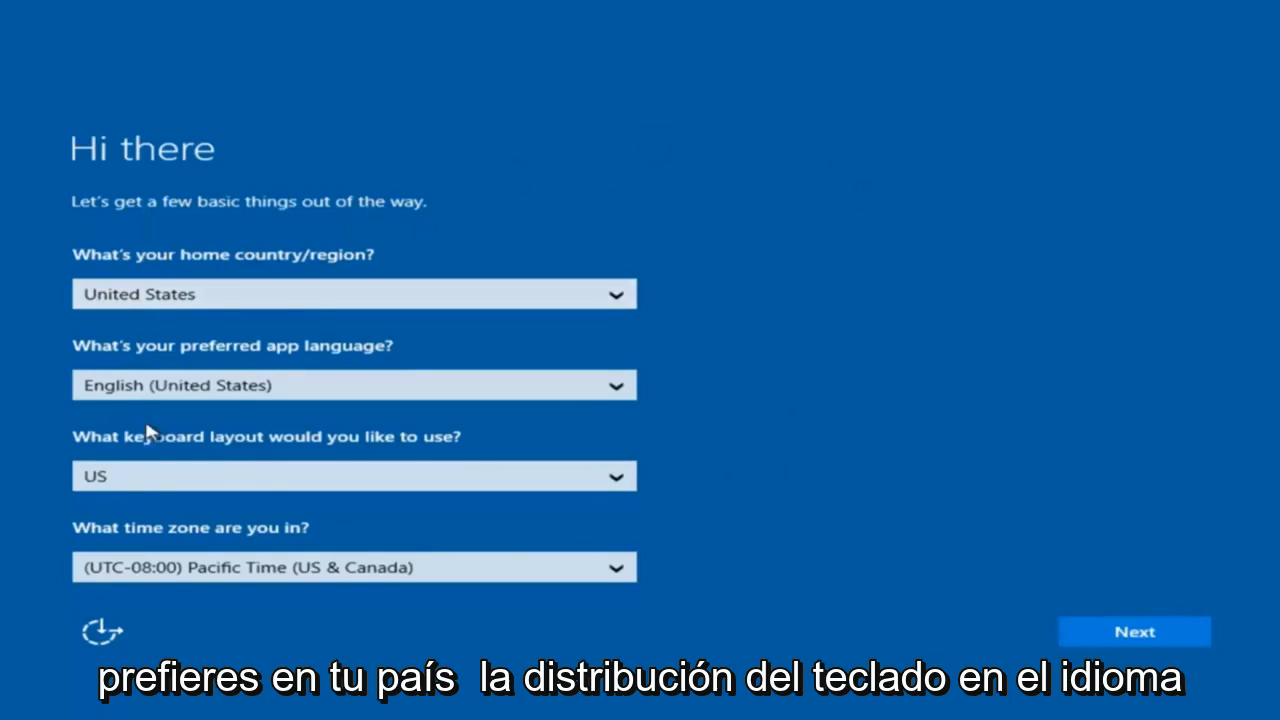 Hi there
Let's get a few basic things out of the way.
What's your home country/region?
United States
What's your preferred app language?
English (United States)
What keyboard layout would you like to use?
US
What time zone are you in?
(UTC-08:00) Pacific Time (US & Canada)
Next
prefieres en tu país la distribución del teclado en el idioma